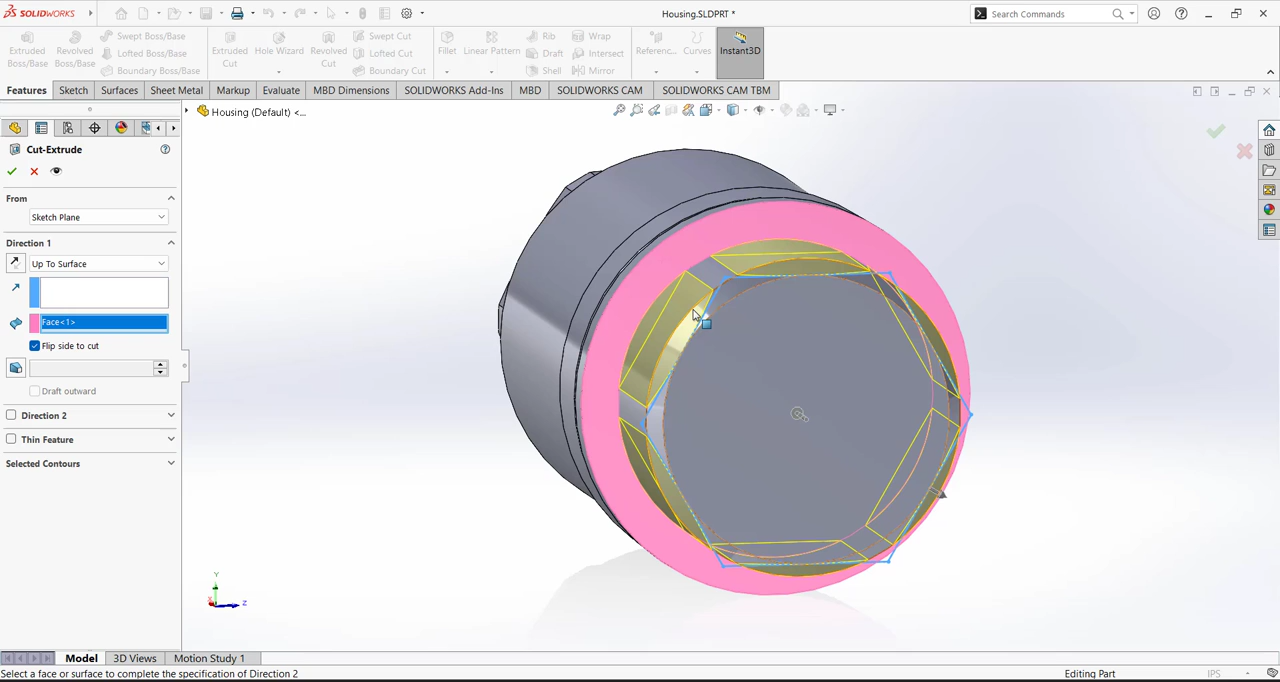 SOLIDWORKS
Housing.SLDPRT *
Search Commands
Extruded Boss/Base
Revolved Boss/Base
Swept Boss/Base
Lofted Boss/Base
Boundary Boss/Base
Extruded Cut
Hole Wizard
Revolved Cut
Swept Cut
Lofted Cut
Boundary Cut
Fillet
Linear Pattern
Rib
Draft
Shell
Wrap
Intersect
Mirror
Referenc...
Curves
Instant3D
Features Sketch Surfaces Sheet Metal Markup Evaluate MBD Dimensions SOLIDWORKS Add-Ins MBD SOLIDWORKS CAM SOLIDWORKS CAM TBM
Housing (Default) <...
Cut-Extrude
From
Sketch Plane
Direction 1
Up To Surface
Face<1>
Flip side to cut
Draft outward
Direction 2
Thin Feature
Selected Contours
Y
X
Z
Model 3D Views Motion Study 1
Select a face or surface to complete the specification of Direction 2
Editing Part
IPS